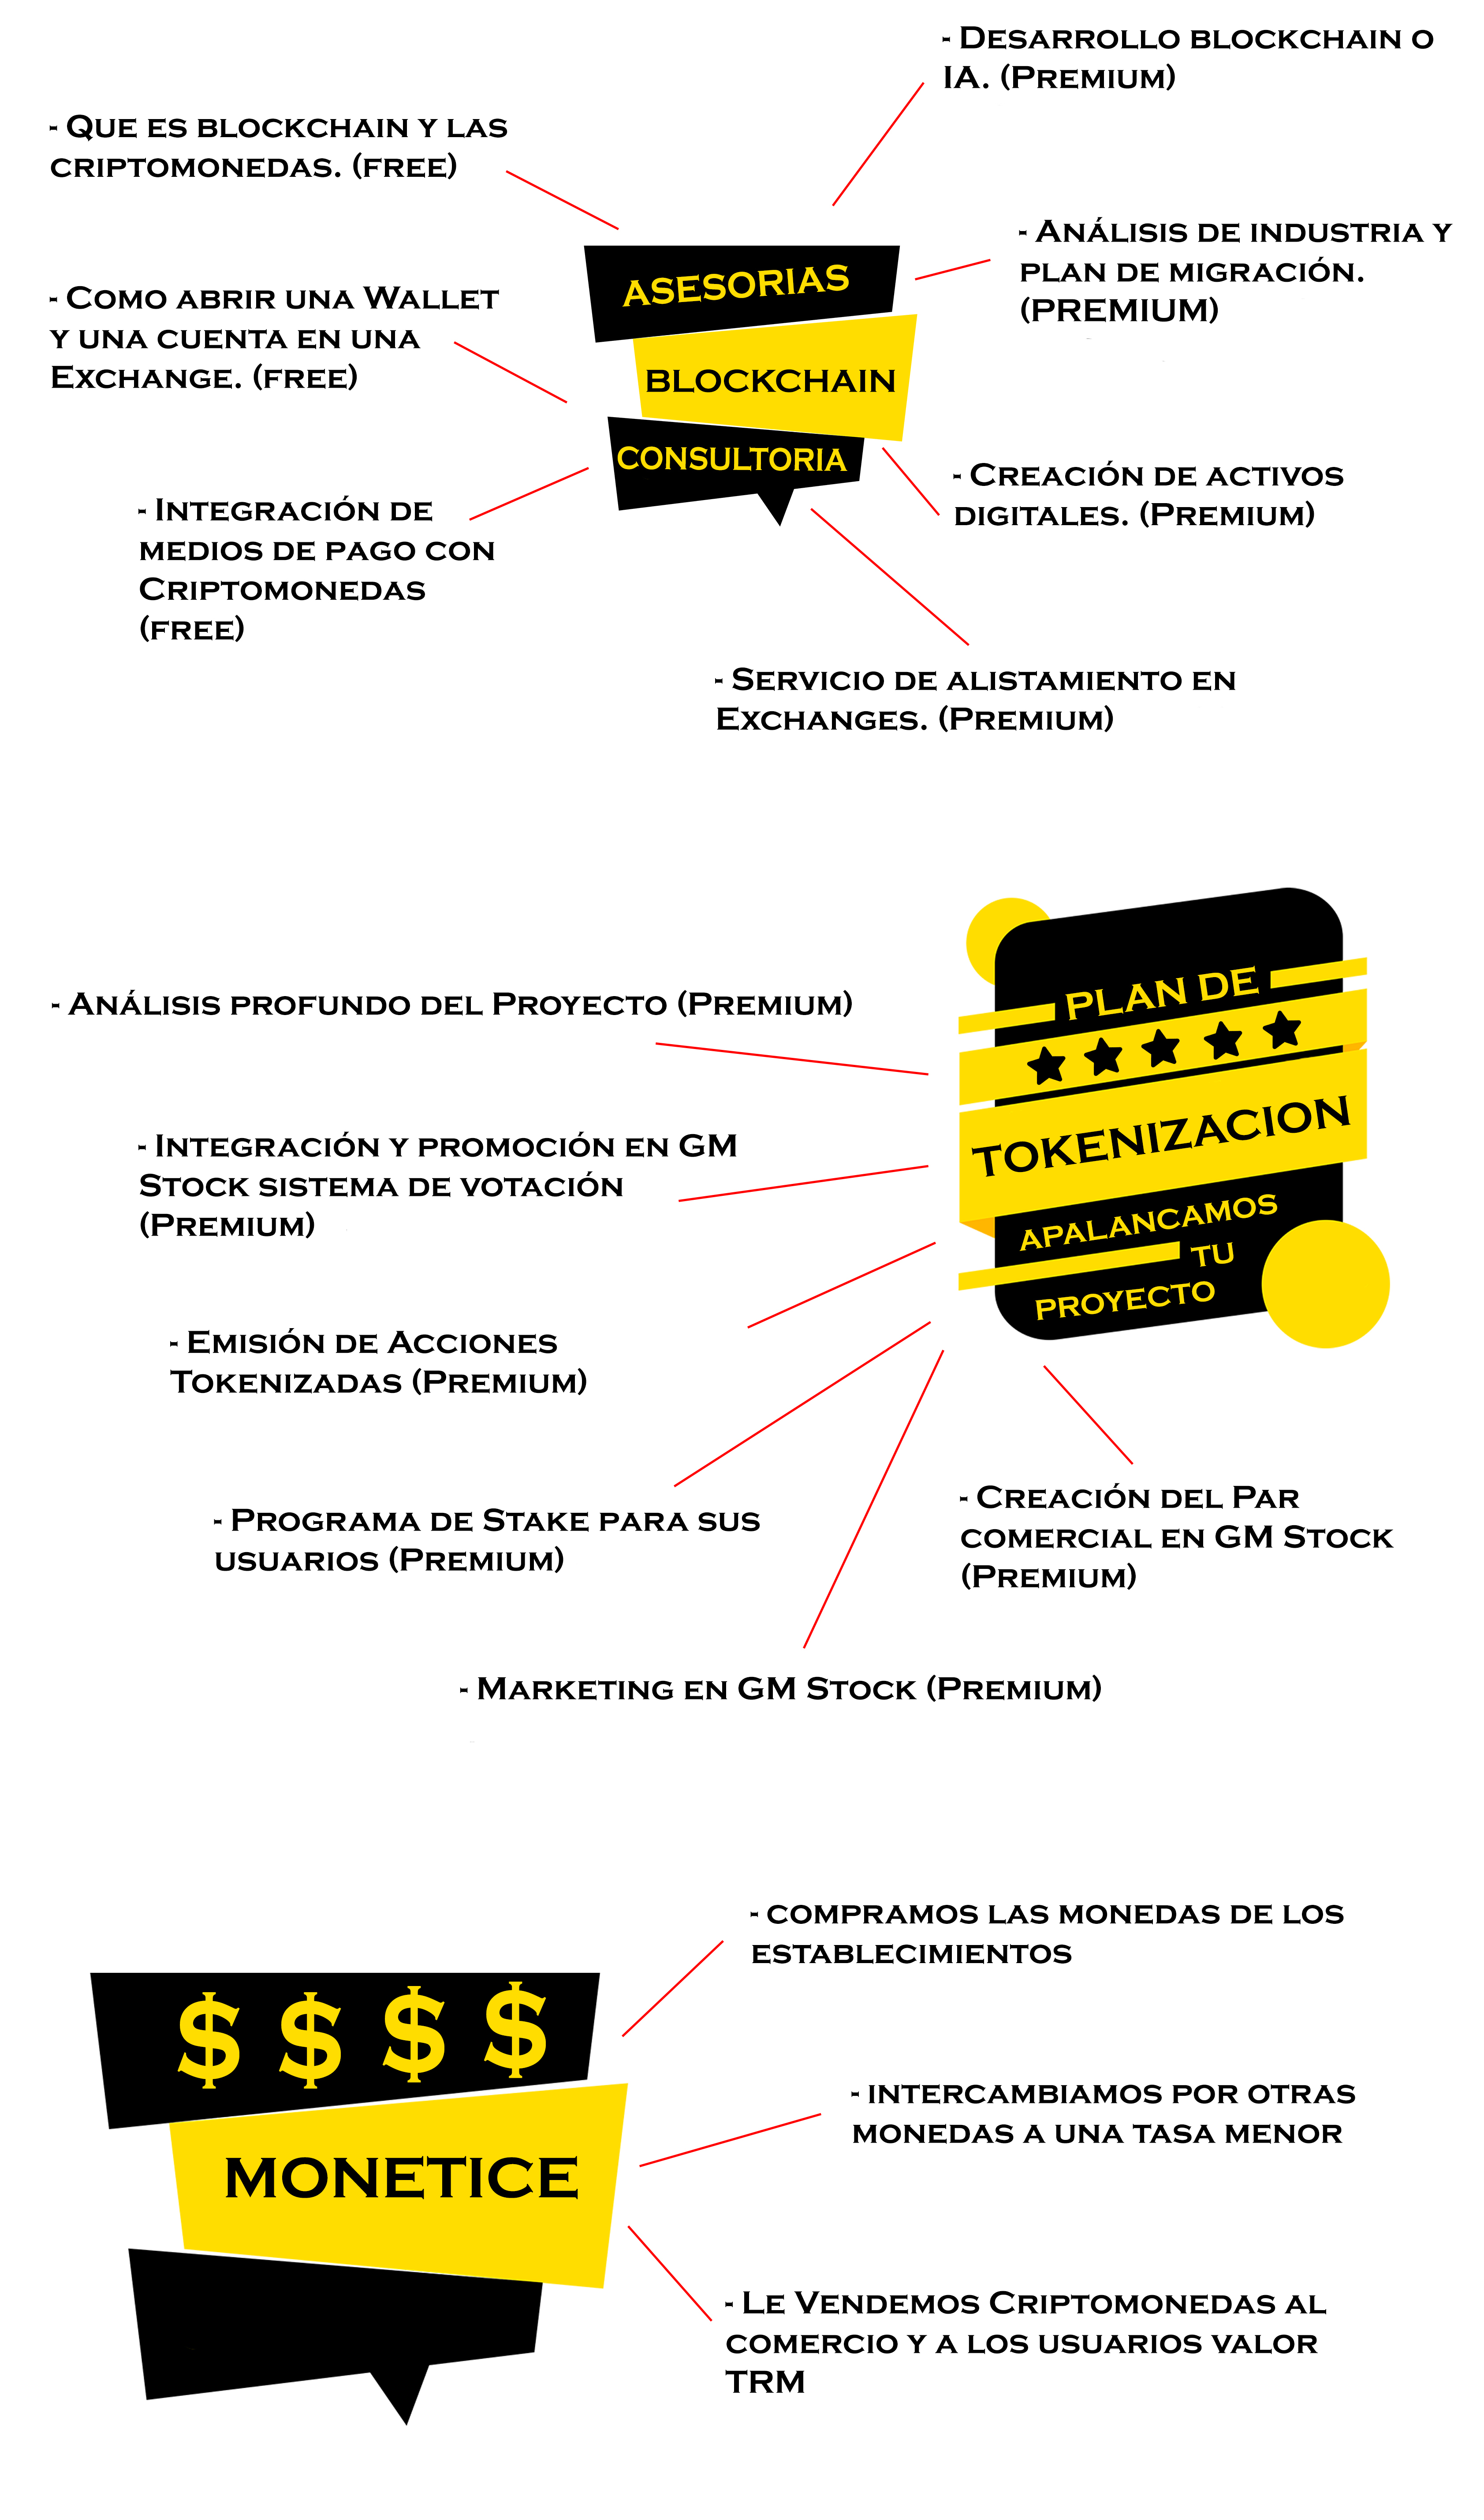 - Desarrollo blockchain o
IA. (Premium)
- Que es blockchain y las
criptomonedas. (free)
- Análisis de industria y
plan de migración.
(PREMIUM)
- Como abrir una Wallet
y una cuenta en una
Exchange. (free)
ASESORIAS
BLOCKCHAIN
CONSULTORIA
- Creación de activos
digitales. (Premium)
- Integración de
medios de pago con
Criptomonedas
(free)
- Servicio de alistamiento en
Exchanges. (Premium)
PLAN DE
TOKENIZACION
APALANCAMOS
TU
PROYECTO
- Análisis profundo del Proyecto (Premium)
- Integración y promoción en GM
Stock sistema de votación
(Premium)
- Emisión de Acciones
Tokenizadas (Premium)
- Programa de Stake para sus
usuarios (Premium)
- Creación del Par
comercial en GM Stock
(Premium)
- Marketing en GM Stock (Premium)
- compramos las monedas de los
establecimientos
$ $ $ $
MONETICE
- intercambiamos por otras
monedas a una tasa menor
- Le Vendemos Criptomonedas al
comercio y a los usuarios valor
TRM